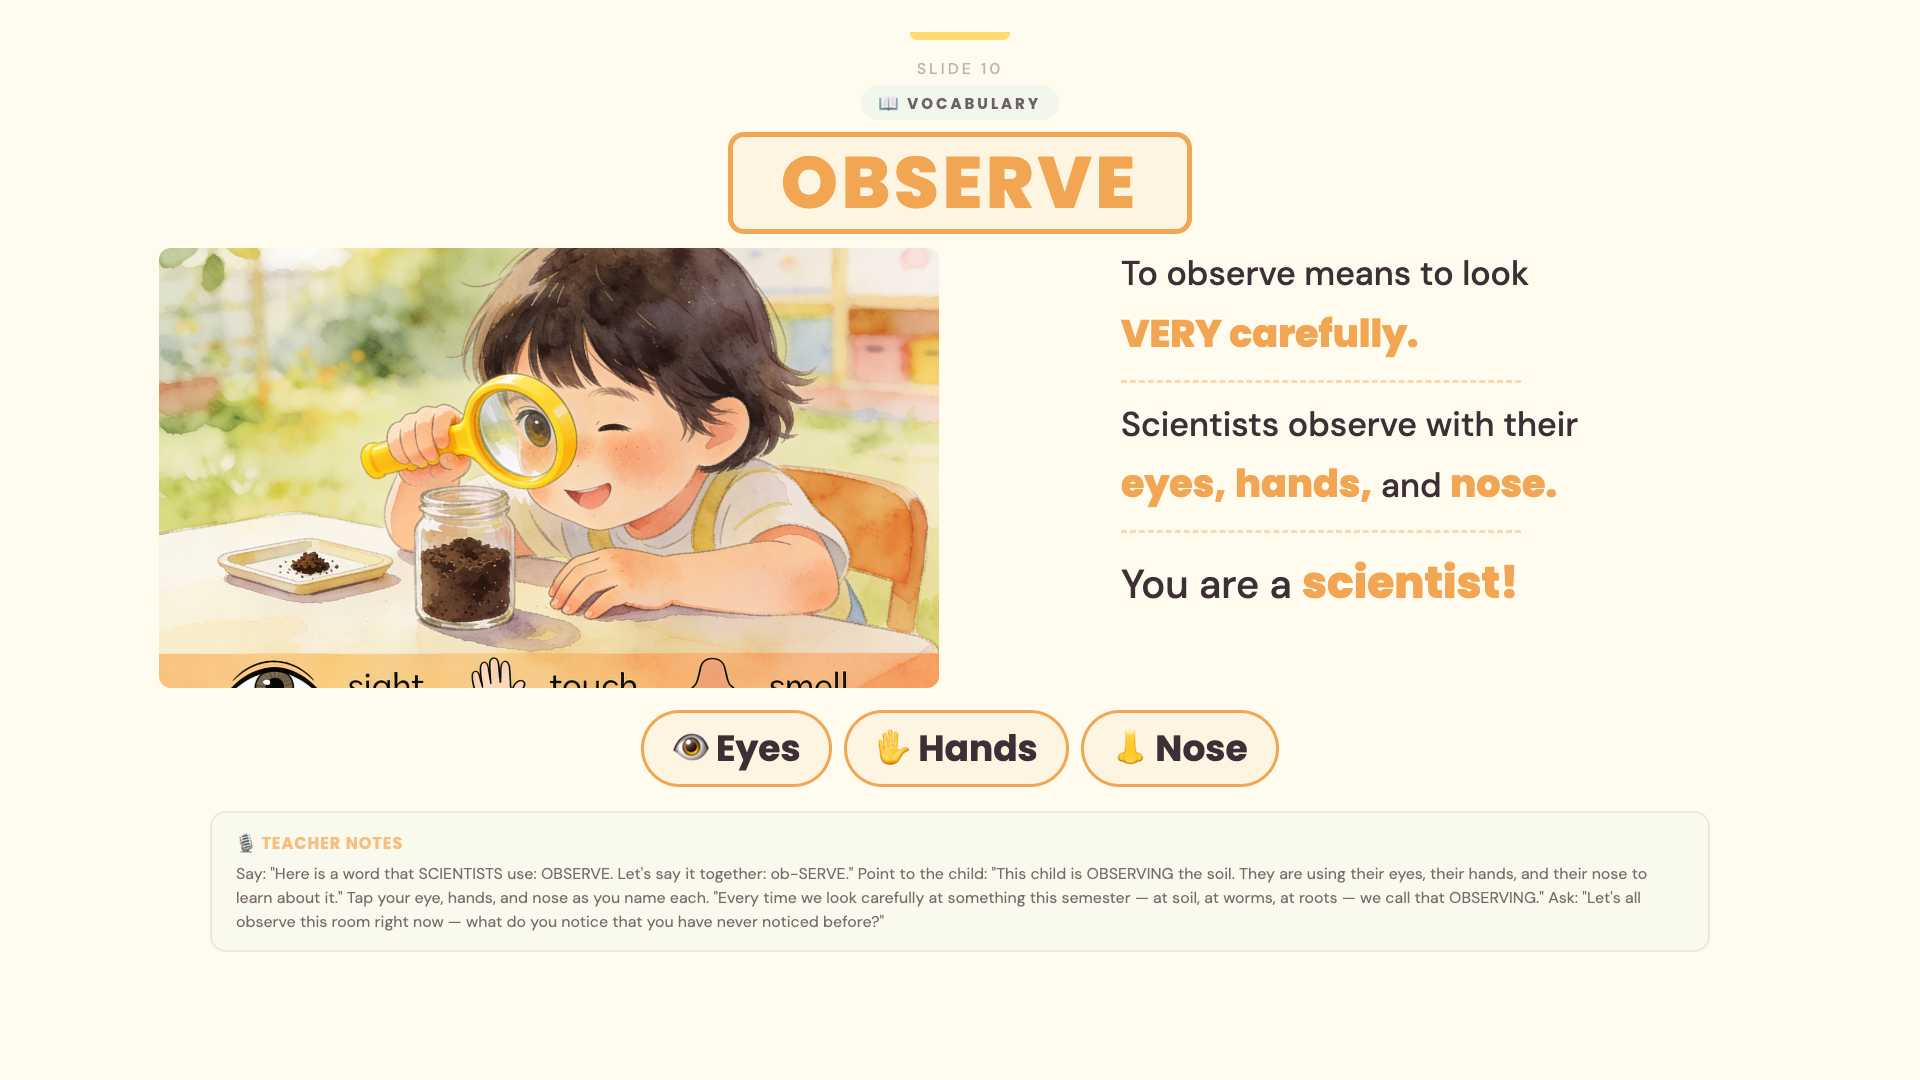 SLIDE 10
VOCABULARY
OBSERVE
To observe means to look
VERY carefully.
Scientists observe with their
eyes, hands, and nose.
You are a scientist!
sight touch smell
Eyes Hands Nose
TEACHER NOTES
Say: "Here is a word that SCIENTISTS use: OBSERVE. Let's say it together: ob-SERVE." Point to the child: "This child is OBSERVING the soil. They are using their eyes, their hands, and their nose to
learn about it." Tap your eye, hands, and nose as you name each. "Every time we look carefully at something this semester — at soil, at worms, at roots — we call that OBSERVING." Ask: "Let's all
observe this room right now — what do you notice that you have never noticed before?"